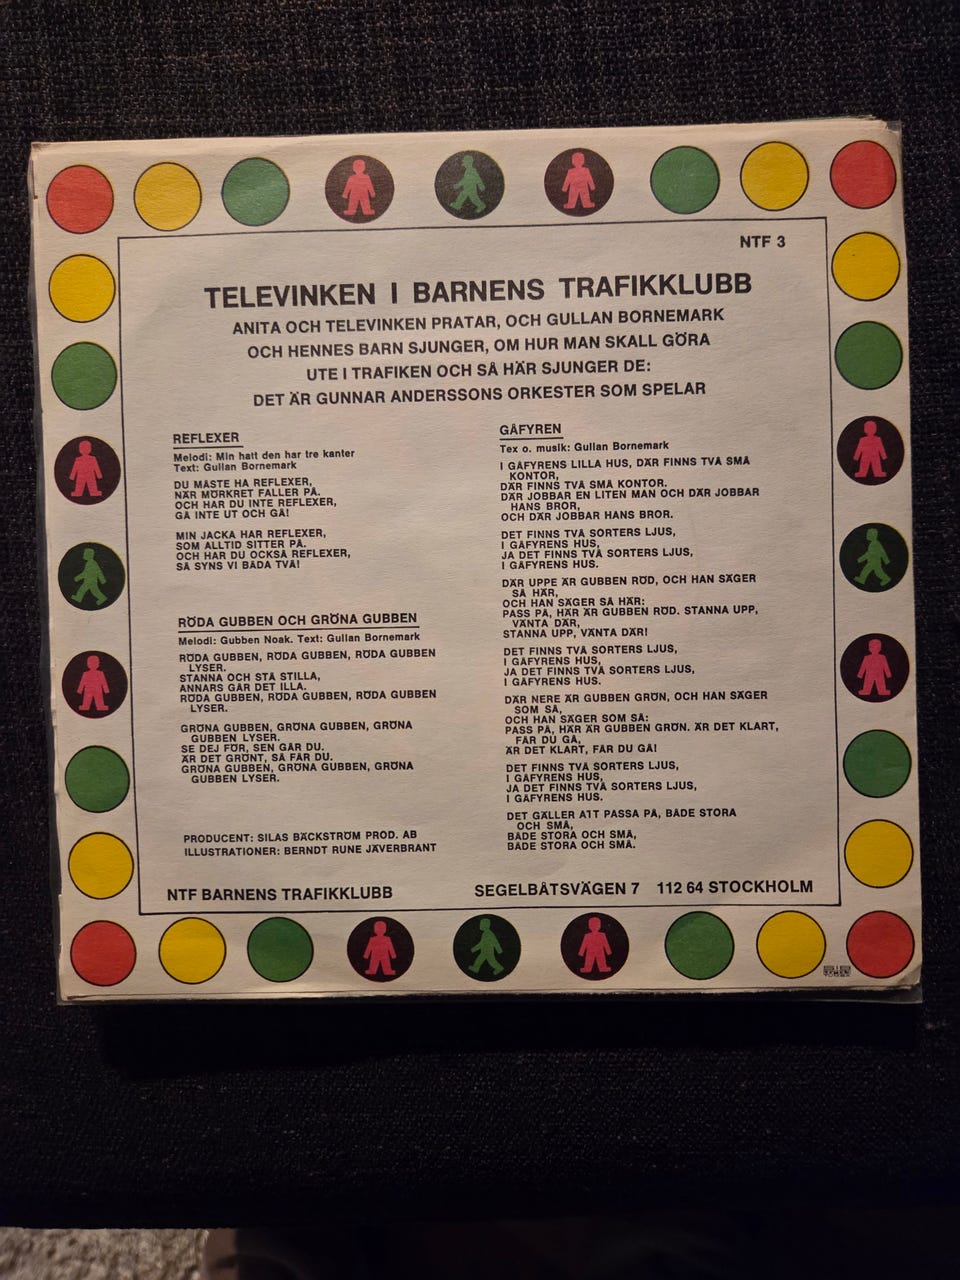 NTF 3
TELEVINKEN I BARNENS TRAFIKKLUBB
ANITA OCH TELEVINKEN PRATAR, OCH GULLAN BORNEMARK
OCH HENNES BARN SJUNGER, OM HUR MAN SKALL GÖRA
UTE I TRAFIKEN OCH SÅ HÄR SJUNGER DE:
DET ÄR GUNNAR ANDERSSONS ORKESTER SOM SPELAR
REFLEXER
Melodi: Min hatt den har tre kanter
Text: Gullan Bornemark
DU MÅSTE HA REFLEXER,
NÄR MÖRKRET FALLER PÅ.
OCH HAR DU INTE REFLEXER,
GÅ INTE UT OCH GÅ!
MIN JACKA HAR REFLEXER,
SOM ALLTID SITTER PÅ.
OCH HAR DU OCKSÅ REFLEXER,
SÅ SYNS VI BÅDA TVÅ!
RÖDA GUBBEN OCH GRÖNA GUBBEN
Melodi: Gubben Noak. Text: Gullan Bornemark
RÖDA GUBBEN, RÖDA GUBBEN, RÖDA GUBBEN
LYSER.
STANNA OCH STÅ STILLA,
ANNARS GÅR DET ILLA.
RÖDA GUBBEN, RÖDA GUBBEN, RÖDA GUBBEN
LYSER.
GRÖNA GUBBEN, GRÖNA GUBBEN, GRÖNA
GUBBEN LYSER.
SE DEJ FÖR, SEN GÅR DU.
ÄR DET GRÖNT, SÅ FÅR DU.
GRÖNA GUBBEN, GRÖNA GUBBEN, GRÖNA
GUBBEN LYSER.
PRODUCENT: SILAS BÄCKSTRÖM PROD. AB
ILLUSTRATIONER: BERNDT RUNE JÄVERBRANT
GÅFYREN
Tex o. musik: Gullan Bornemark
I GÅFYRENS LILLA HUS, DÄR FINNS TVÅ SMÅ
KONTOR,
DÄR FINNS TVÅ SMÅ KONTOR.
DÄR JOBBAR EN LITEN MAN OCH DÄR JOBBAR
HANS BROR,
OCH DÄR JOBBAR HANS BROR.
DET FINNS TVÅ SORTERS LJUS,
I GÅFYRENS HUS,
JA DET FINNS TVÅ SORTERS LJUS,
I GÅFYRENS HUS.
DÄR UPPE ÄR GUBBEN RÖD, OCH HAN SÄGER
SÅ HÄR,
OCH HAN SÄGER SÅ HÄR:
PASS PÅ, HÄR ÄR GUBBEN RÖD. STANNA UPP,
VÄNTA DÄR,
STANNA UPP, VÄNTA DÄR!
DET FINNS TVÅ SORTERS LJUS,
I GÅFYRENS HUS,
JA DET FINNS TVÅ SORTERS LJUS,
I GÅFYRENS HUS.
DÄR NERE ÄR GUBBEN GRÖN, OCH HAN SÄGER
SOM SÅ,
OCH HAN SÄGER SOM SÅ:
PASS PÅ, HÄR ÄR GUBBEN GRÖN. ÄR DET KLART,
FÅR DU GÅ,
ÄR DET KLART, FÅR DU GÅ!
DET FINNS TVÅ SORTERS LJUS,
I GÅFYRENS HUS,
JA DET FINNS TVÅ SORTERS LJUS,
I GÅFYRENS HUS.
DET GÄLLER ATT PASSA PÅ, BÅDE STORA
OCH SMÅ,
BÅDE STORA OCH SMÅ,
BÅDE STORA OCH SMÅ.
NTF BARNENS TRAFIKKLUBB
SEGELBÅTSVÄGEN 7 112 64 STOCKHOLM